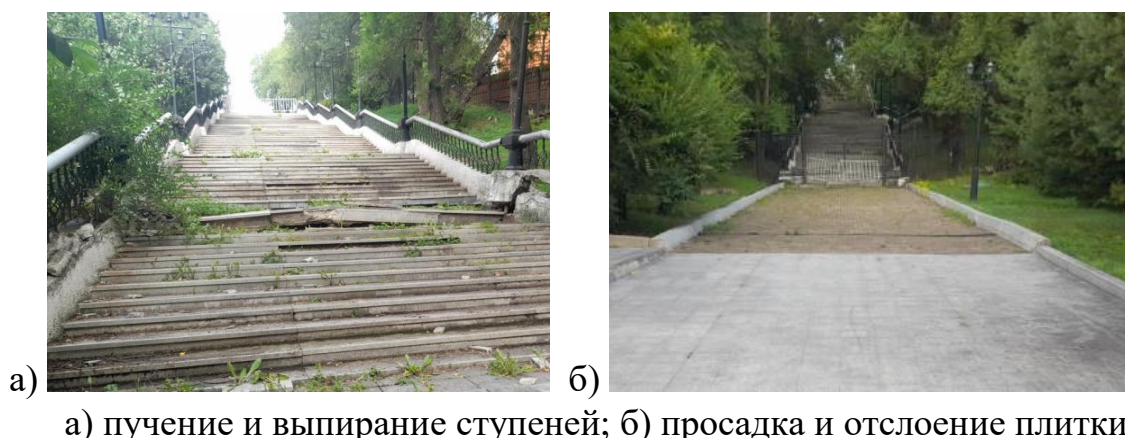 а) б)
а) пучение и выпирание ступеней; б) просадка и отслоение плитки